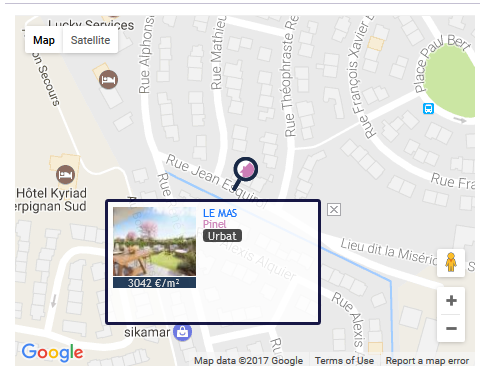 Lucky Services
Map
Satellite
Rue Alphons
Rue Mathieu
Rue Théophraste Re
Rue François Xavier
Place Paul Bert
on Secours
Rue Jean Esqui
Rue Fra
Hôtel Kyriad
erpignan Sud
LE MAS
Pinel
Urbat
3042 €/m²
exis Alquier
Lieu dit la Miséric
Rue Alexis
sikamar
Google
Map data ©2017 Google
Terms of Use
Report a map error